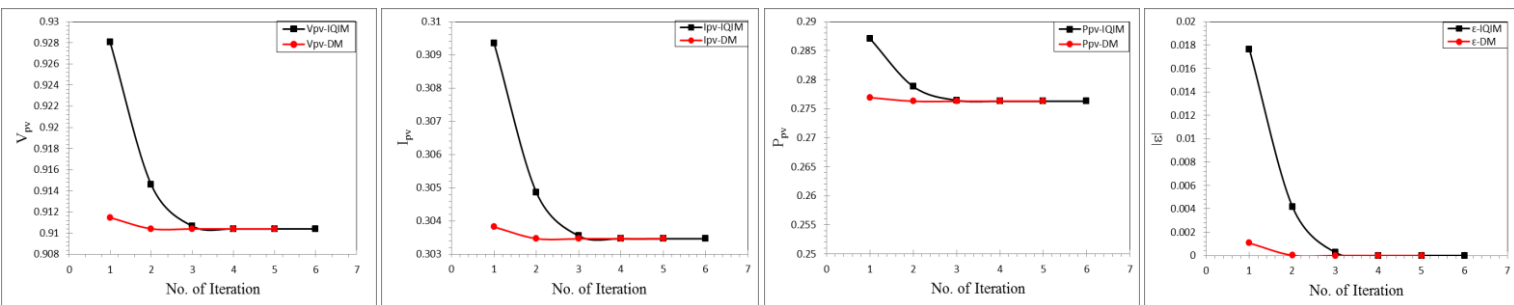 0.93
0.928
0.926
0.924
0.922
0.92
0.918
0.916
0.914
0.912
0.91
0.908
Vpv
Vpv-IQIM
Vpv-DM
0 1 2 3 4 5 6 7
No. of Iteration
0.31
0.309
0.308
0.307
0.306
0.305
0.304
0.303
Ipv
Ipv-IQIM
Ipv-DM
0 1 2 3 4 5 6 7
No. of Iteration
0.29
0.285
0.28
0.275
0.27
0.265
0.26
0.255
0.25
Ppv
Ppv-IQIM
Ppv-DM
0 1 2 3 4 5 6 7
No. of Iteration
0.02
0.018
0.016
0.014
0.012
0.01
0.008
0.006
0.004
0.002
0
|ε|
ε-IQIM
ε-DM
0 1 2 3 4 5 6 7
No. of Iteration